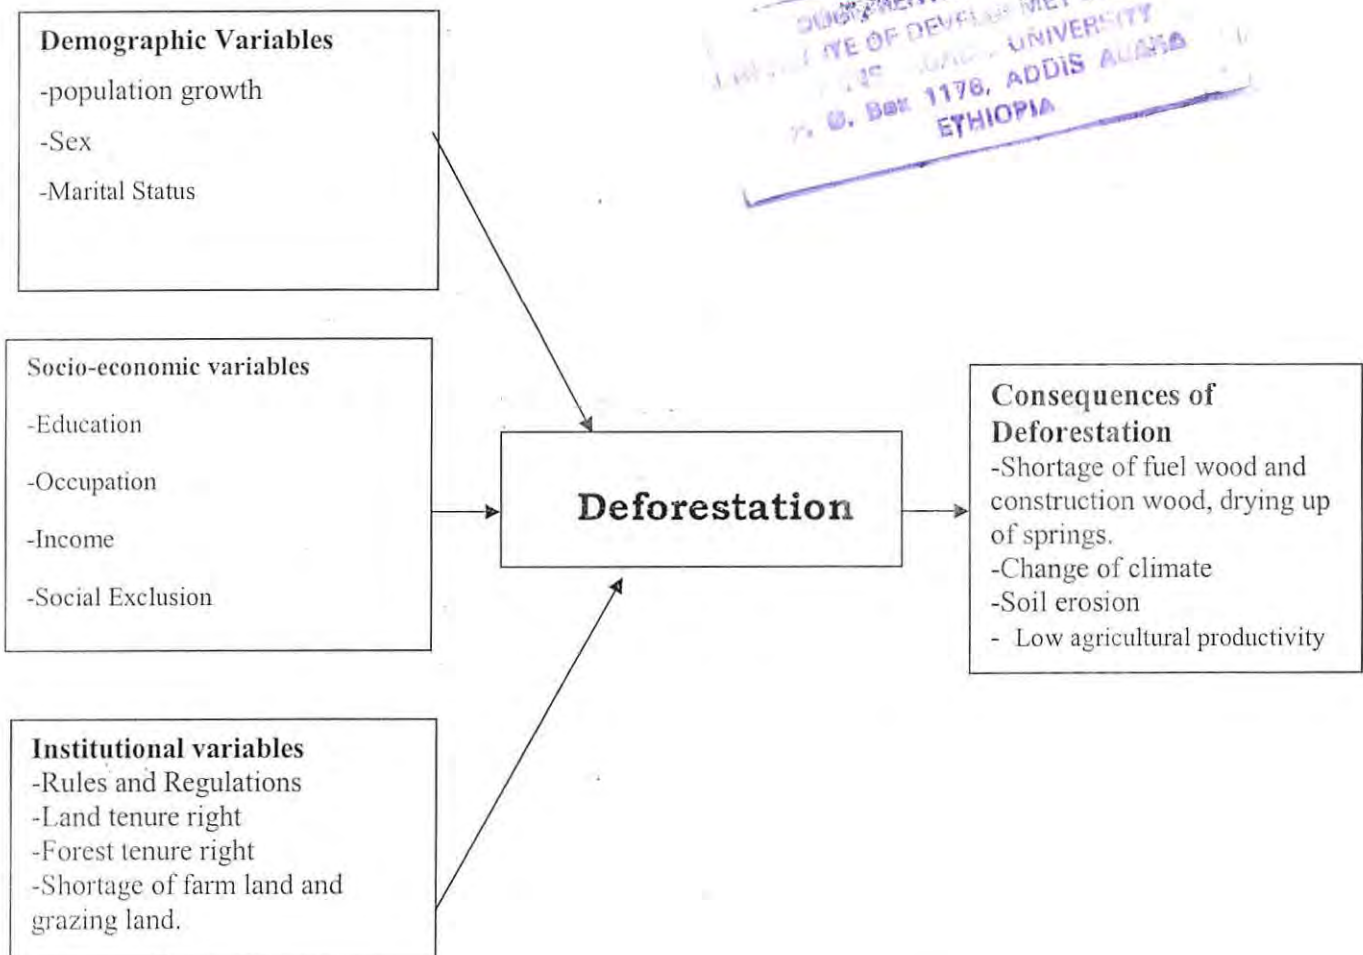 Demographic Variables
-population growth
-Sex
-Marital Status
OF
UNIVERSITY
Box 1176, ADDIS
ETHIOPIA
Socio-economic variables
-Education
-Occupation
-Income
-Social Exclusion
Deforestation
Consequences of
Deforestation
-Shortage of fuel wood and
construction wood, drying up
of springs.
-Change of climate
-Soil erosion
- Low agricultural productivity
Institutional variables
-Rules and Regulations
-Land tenure right
-Forest tenure right
-Shortage of farm land and
grazing land.